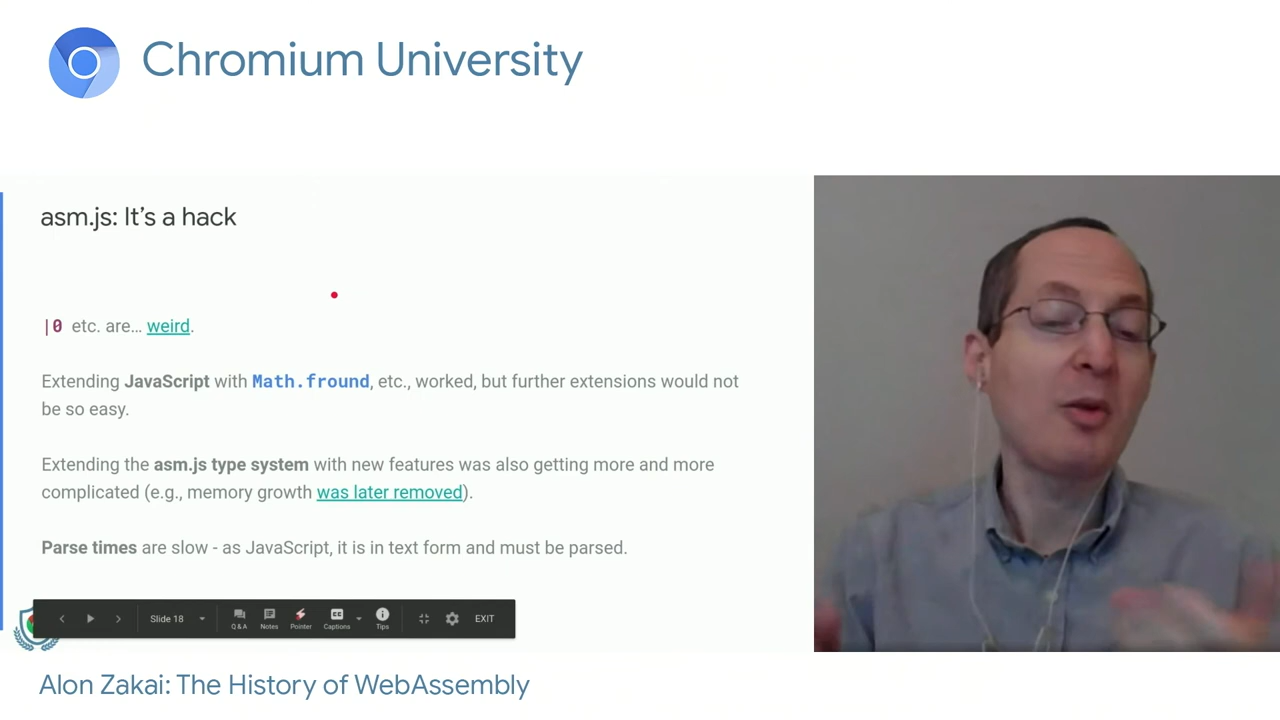 Chromium University
asm.js: It's a hack
|0 etc. are… weird.
Extending JavaScript with Math.fround, etc., worked, but further extensions would not
be so easy.
Extending the asm.js type system with new features was also getting more and more
complicated (e.g., memory growth was later removed).
Parse times are slow - as JavaScript, it is in text form and must be parsed.
Slide 18
Q&A Notes Pointer Captions Tips
EXIT
Alon Zakai: The History of WebAssembly